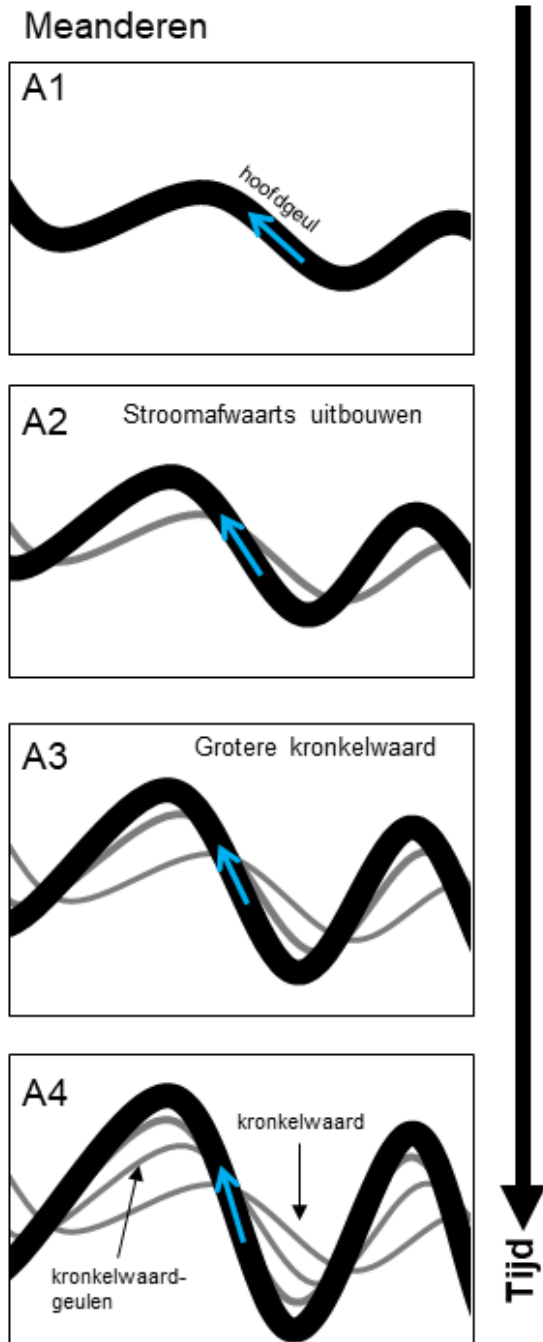 Meanderen
A1
hoofdgeul
A2
Stroomafwaarts uitbouwen
A3
Grotere kronkelwaard
A4
kronkelwaard
kronkelwaard-
geulen
Tijd